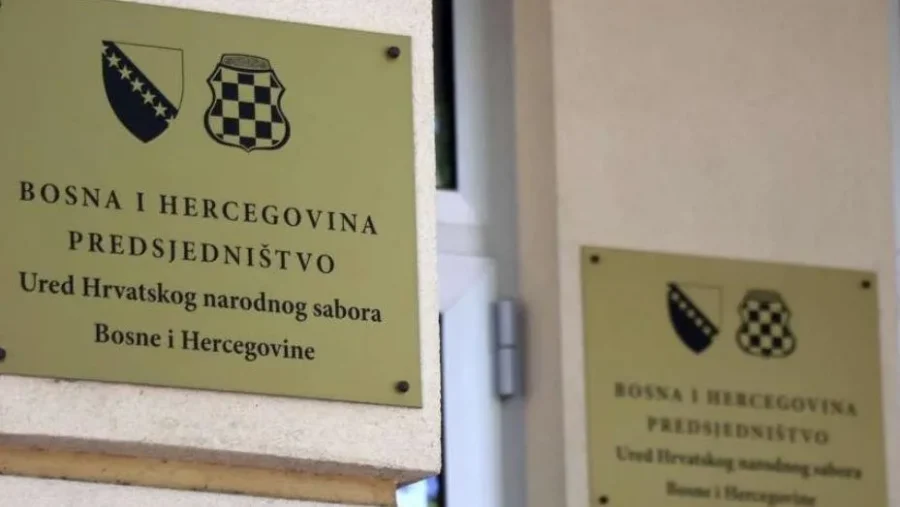 BOSNA I HERCEGOVINA
PREDSJEDNIŠTVO
Ured Hrvatskog narodnog sabora
Bosne i Hercegovine
BOSNA I HERCEGOVINA
PREDSJEDNIŠTVO
Ured Hrvatskog narodnog sabora
Bosne i Hercegovine